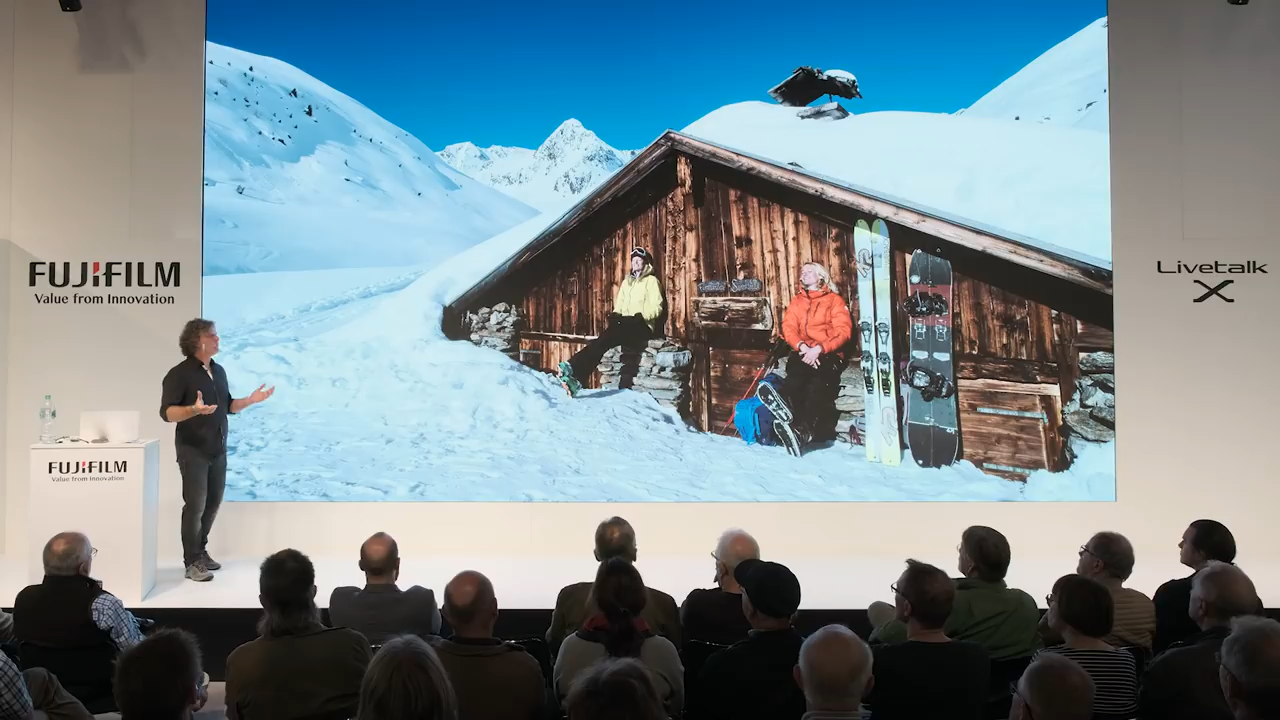 FUJIFILM
Value from Innovation
Livetalk
X
FUJIFILM
Value from Innovation